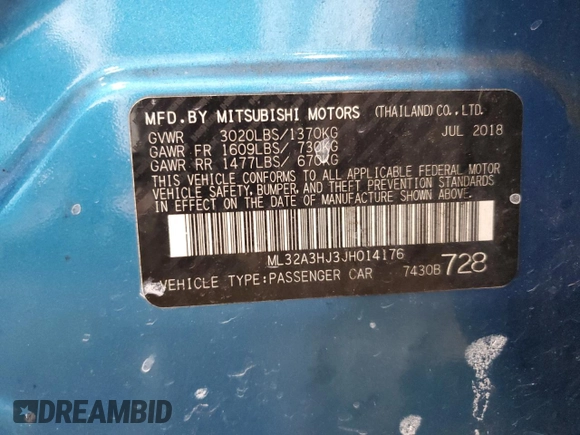 MFD.BY MITSUBISHI MOTORS (THAILAND)CO.,LTD.
GVWR 3020LBS/1370KG JUL 2018
GAWR FR 1609LBS/ 730KG
GAWR RR 1477LBS/ 670KG
THIS VEHICLE CONFORMS TO ALL APPLICABLE FEDERAL MOTOR
VEHICLE SAFETY, BUMPER, AND THEFT PREVENTION STANDARDS
IN EFFECT ON THE DATE OF MANUFACTURE SHOWN ABOVE.
ML32A3HJ3JH014176
VEHICLE TYPE:PASSENGER CAR 7430B 728
DREAMBID